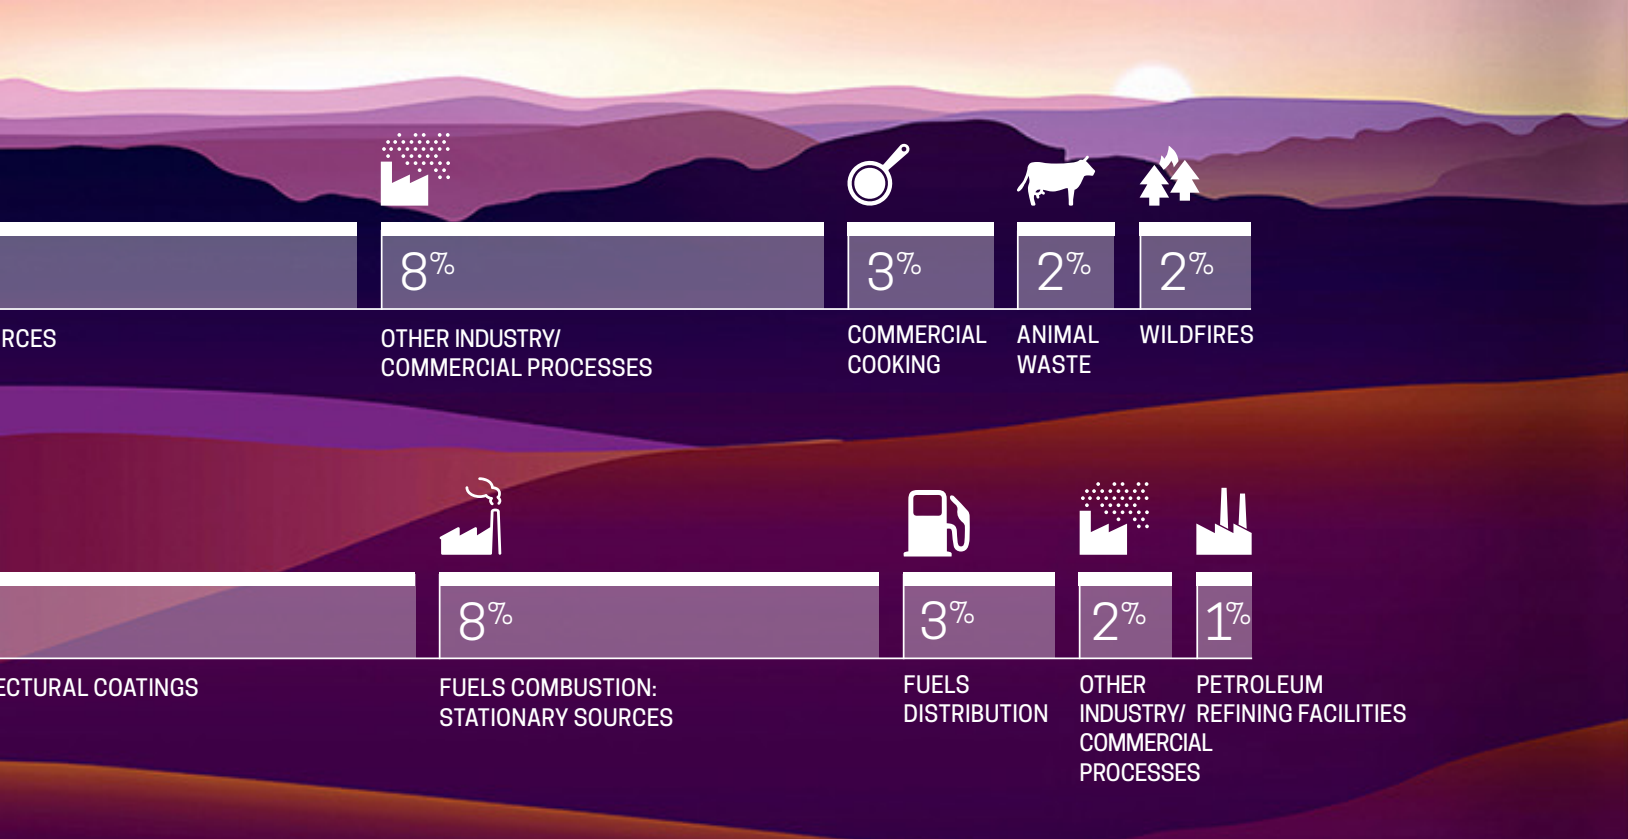 8% 3% 2% 2%
RCES
OTHER INDUSTRY/
COMMERCIAL PROCESSES
COMMERCIAL
COOKING
ANIMAL
WASTE
WILDFIRES
8% 3% 2% 1%
ECTURAL COATINGS
FUELS COMBUSTION:
STATIONARY SOURCES
FUELS
DISTRIBUTION
OTHER
INDUSTRY/
COMMERCIAL
PROCESSES
PETROLEUM
REFINING FACILITIES